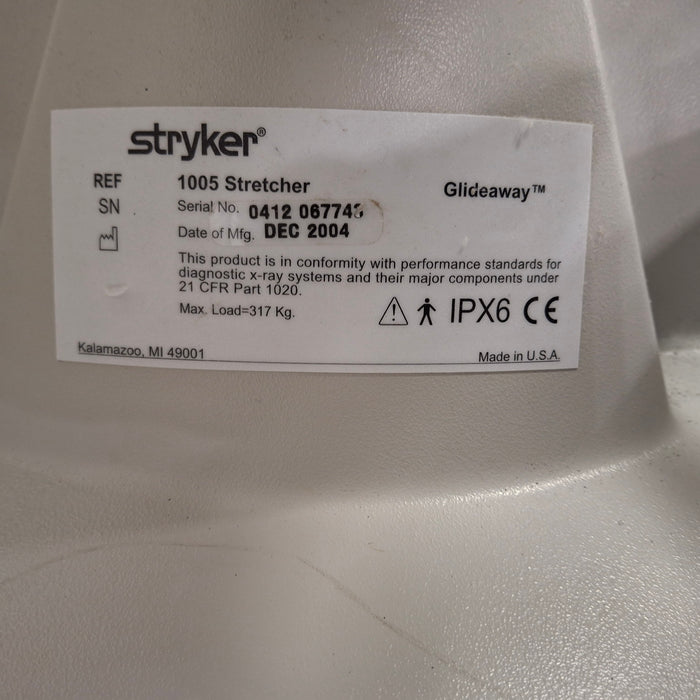 stryker®
REF 1005 Stretcher Glideaway™
SN Serial No. 0412
Date of Mfg. DEC 2004
This product is in conformity with performance standards for
diagnostic x-ray systems and their major components under
21 CFR Part 1020.
Max. Load=317 Kg.
IPX6 CE
Kalamazoo, MI 49001 Made in U.S.A.